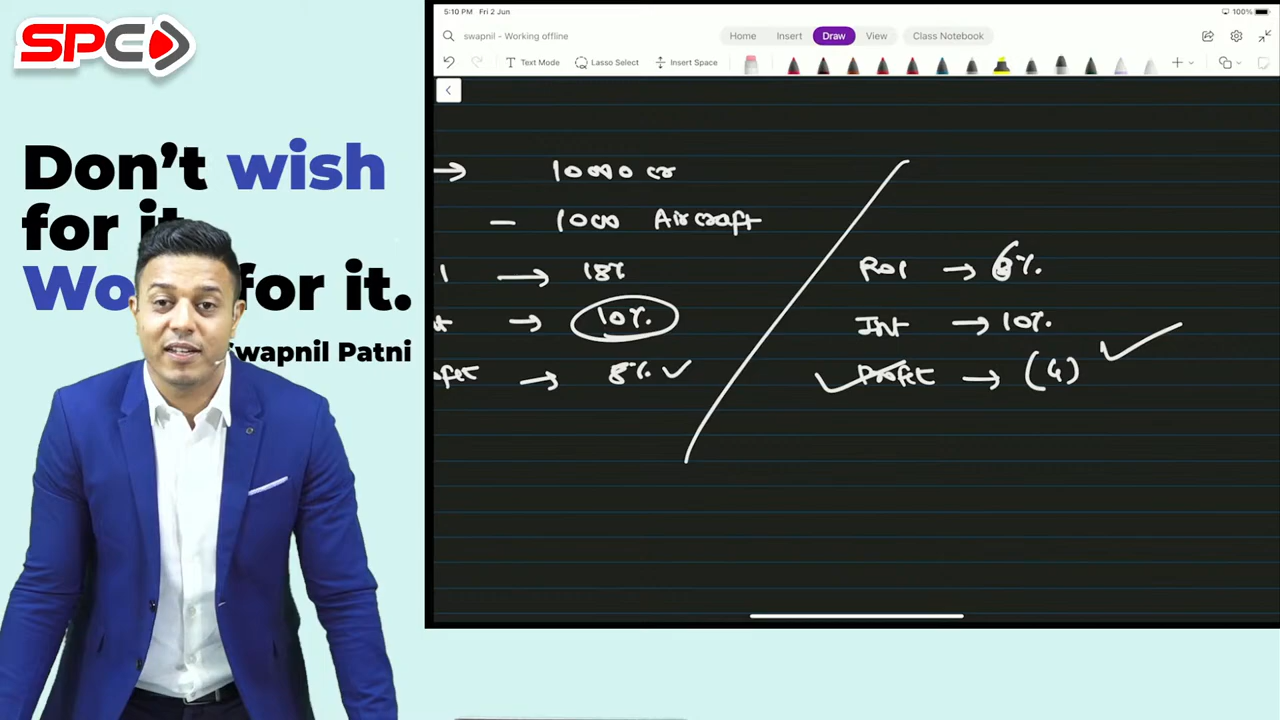 SPC
Don't wish
for it.
Wo for it.
Swapnil Patni
5:10 PM Fri 2 Jun
100%
swapnil - Working offline
Home Insert Draw View Class Notebook
Text Mode Lasso Select Insert Space
→ 10000 cr
- 1000 Aircraft
→ 18%
→ 10%
→ 8% ✓
ROI → 6%
Int → 10%
Profit → (4)